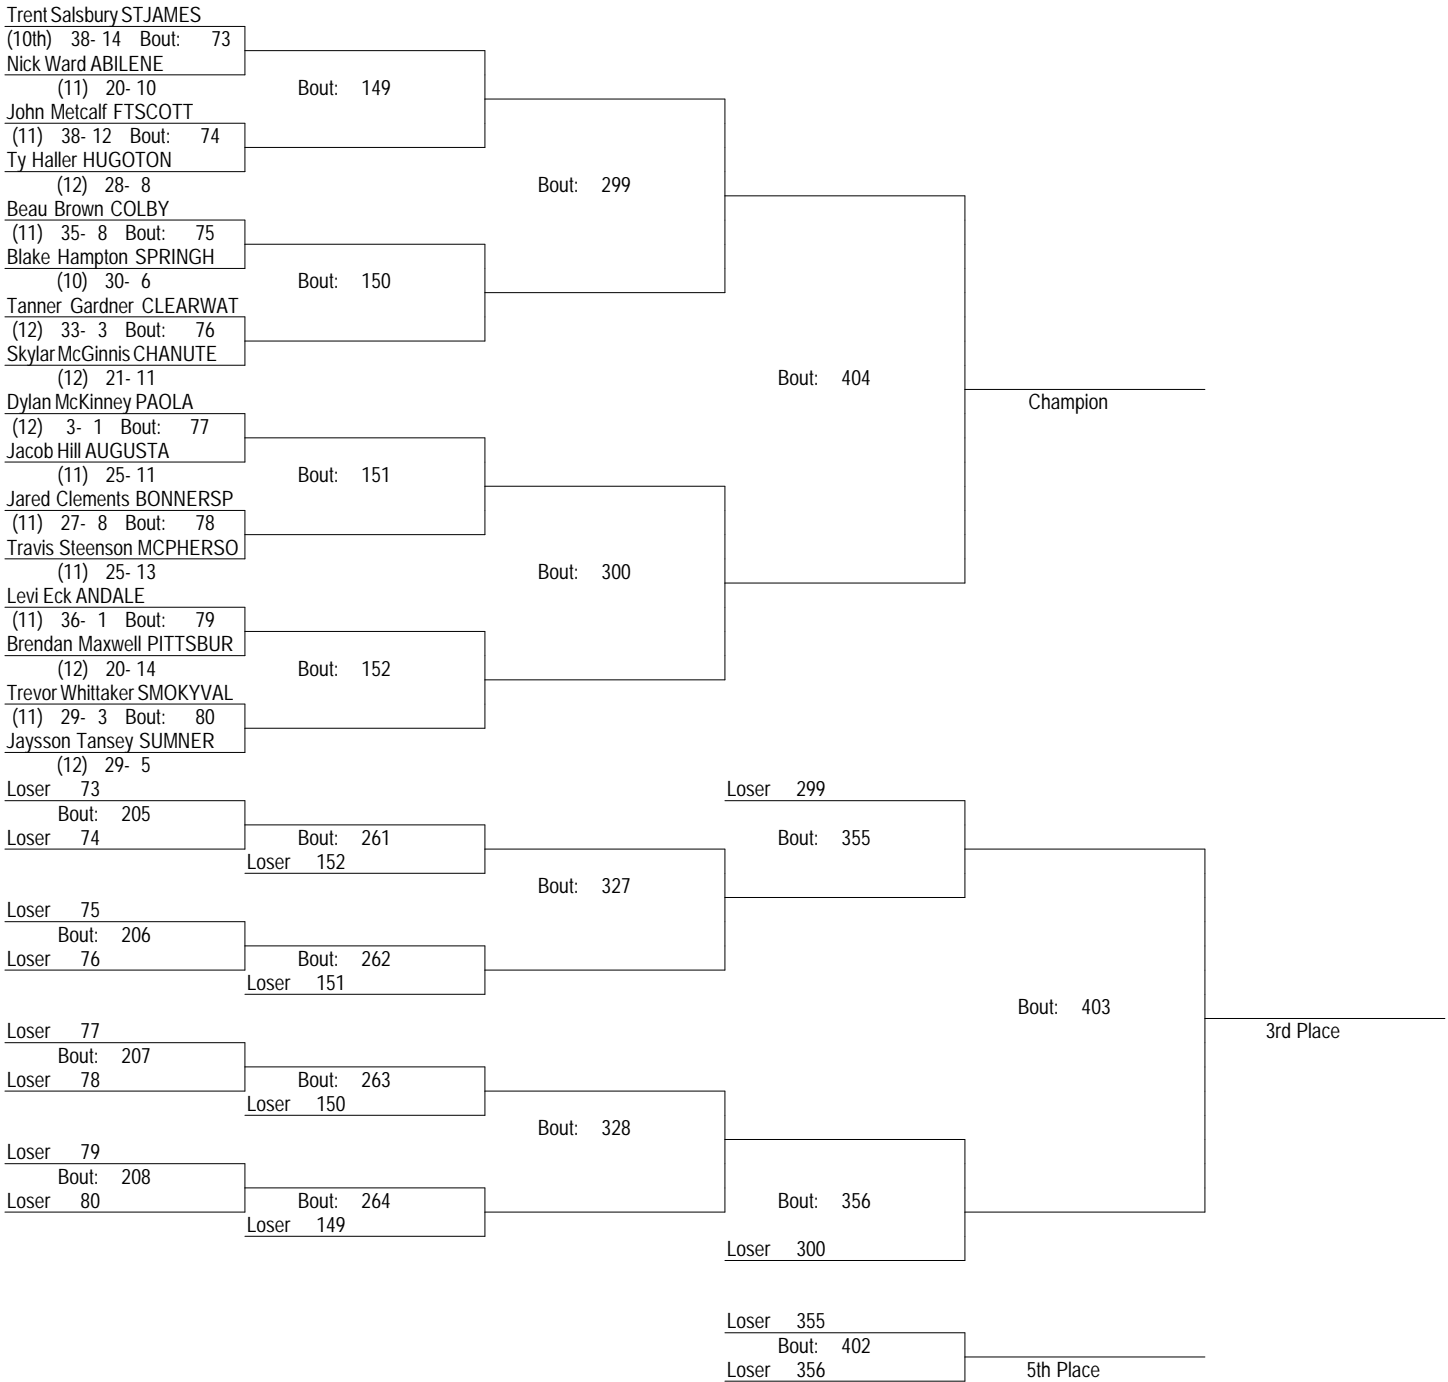 Trent Salsbury STJAMES
(10th) 38- 14 Bout: 73
Nick Ward ABILENE
(11) 20- 10
Bout: 149
John Metcalf FTSCOTT
(11) 38- 12 Bout: 74
Ty Haller HUGOTON
(12) 28- 8
Bout: 299
Beau Brown COLBY
(11) 35- 8 Bout: 75
Blake Hampton SPRINGH
(10) 30- 6
Bout: 150
Tanner Gardner CLEARWAT
(12) 33- 3 Bout: 76
Skylar McGinnis CHANUTE
(12) 21- 11
Bout: 404
Dylan McKinney PAOLA
Champion
(12) 3- 1 Bout: 77
Jacob Hill AUGUSTA
(11) 25- 11
Bout: 151
Jared Clements BONNERSP
(11) 27- 8 Bout: 78
Travis Steenson MCPHERSO
(11) 25- 13
Bout: 300
Levi Eck ANDALE
(11) 36- 1 Bout: 79
Brendan Maxwell PITTSBUR
(12) 20- 14
Bout: 152
Trevor Whittaker SMOKYVAL
(11) 29- 3 Bout: 80
Jaysson Tansey SUMNER
(12) 29- 5
Loser 73
Loser 299
Bout: 205
Loser 74
Bout: 261
Bout: 355
Loser 152
Bout: 327
Loser 75
Bout: 206
Loser 76
Bout: 262
Loser 151
Bout: 403
Loser 77
3rd Place
Bout: 207
Loser 78
Bout: 263
Loser 150
Bout: 328
Loser 79
Bout: 208
Loser 80
Bout: 264
Bout: 356
Loser 149
Loser 300
Loser 355
Bout: 402
Loser 356
5th Place